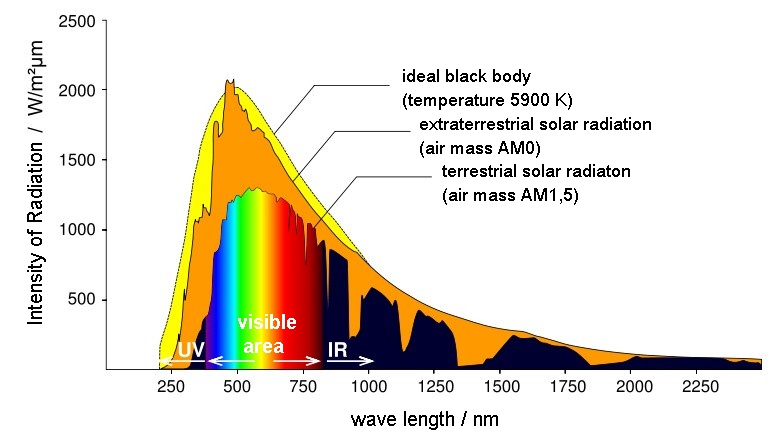 2500
2000
1500
1000
500
Intensity of Radiation / W/m²µm
ideal black body
(temperature 5900 K)
extraterrestrial solar radiation
(air mass AM0)
terrestrial solar radiaton
(air mass AM1,5)
visible
area
UV
IR
250 500 750 1000 1250 1500 1750 2000 2250
wave length / nm